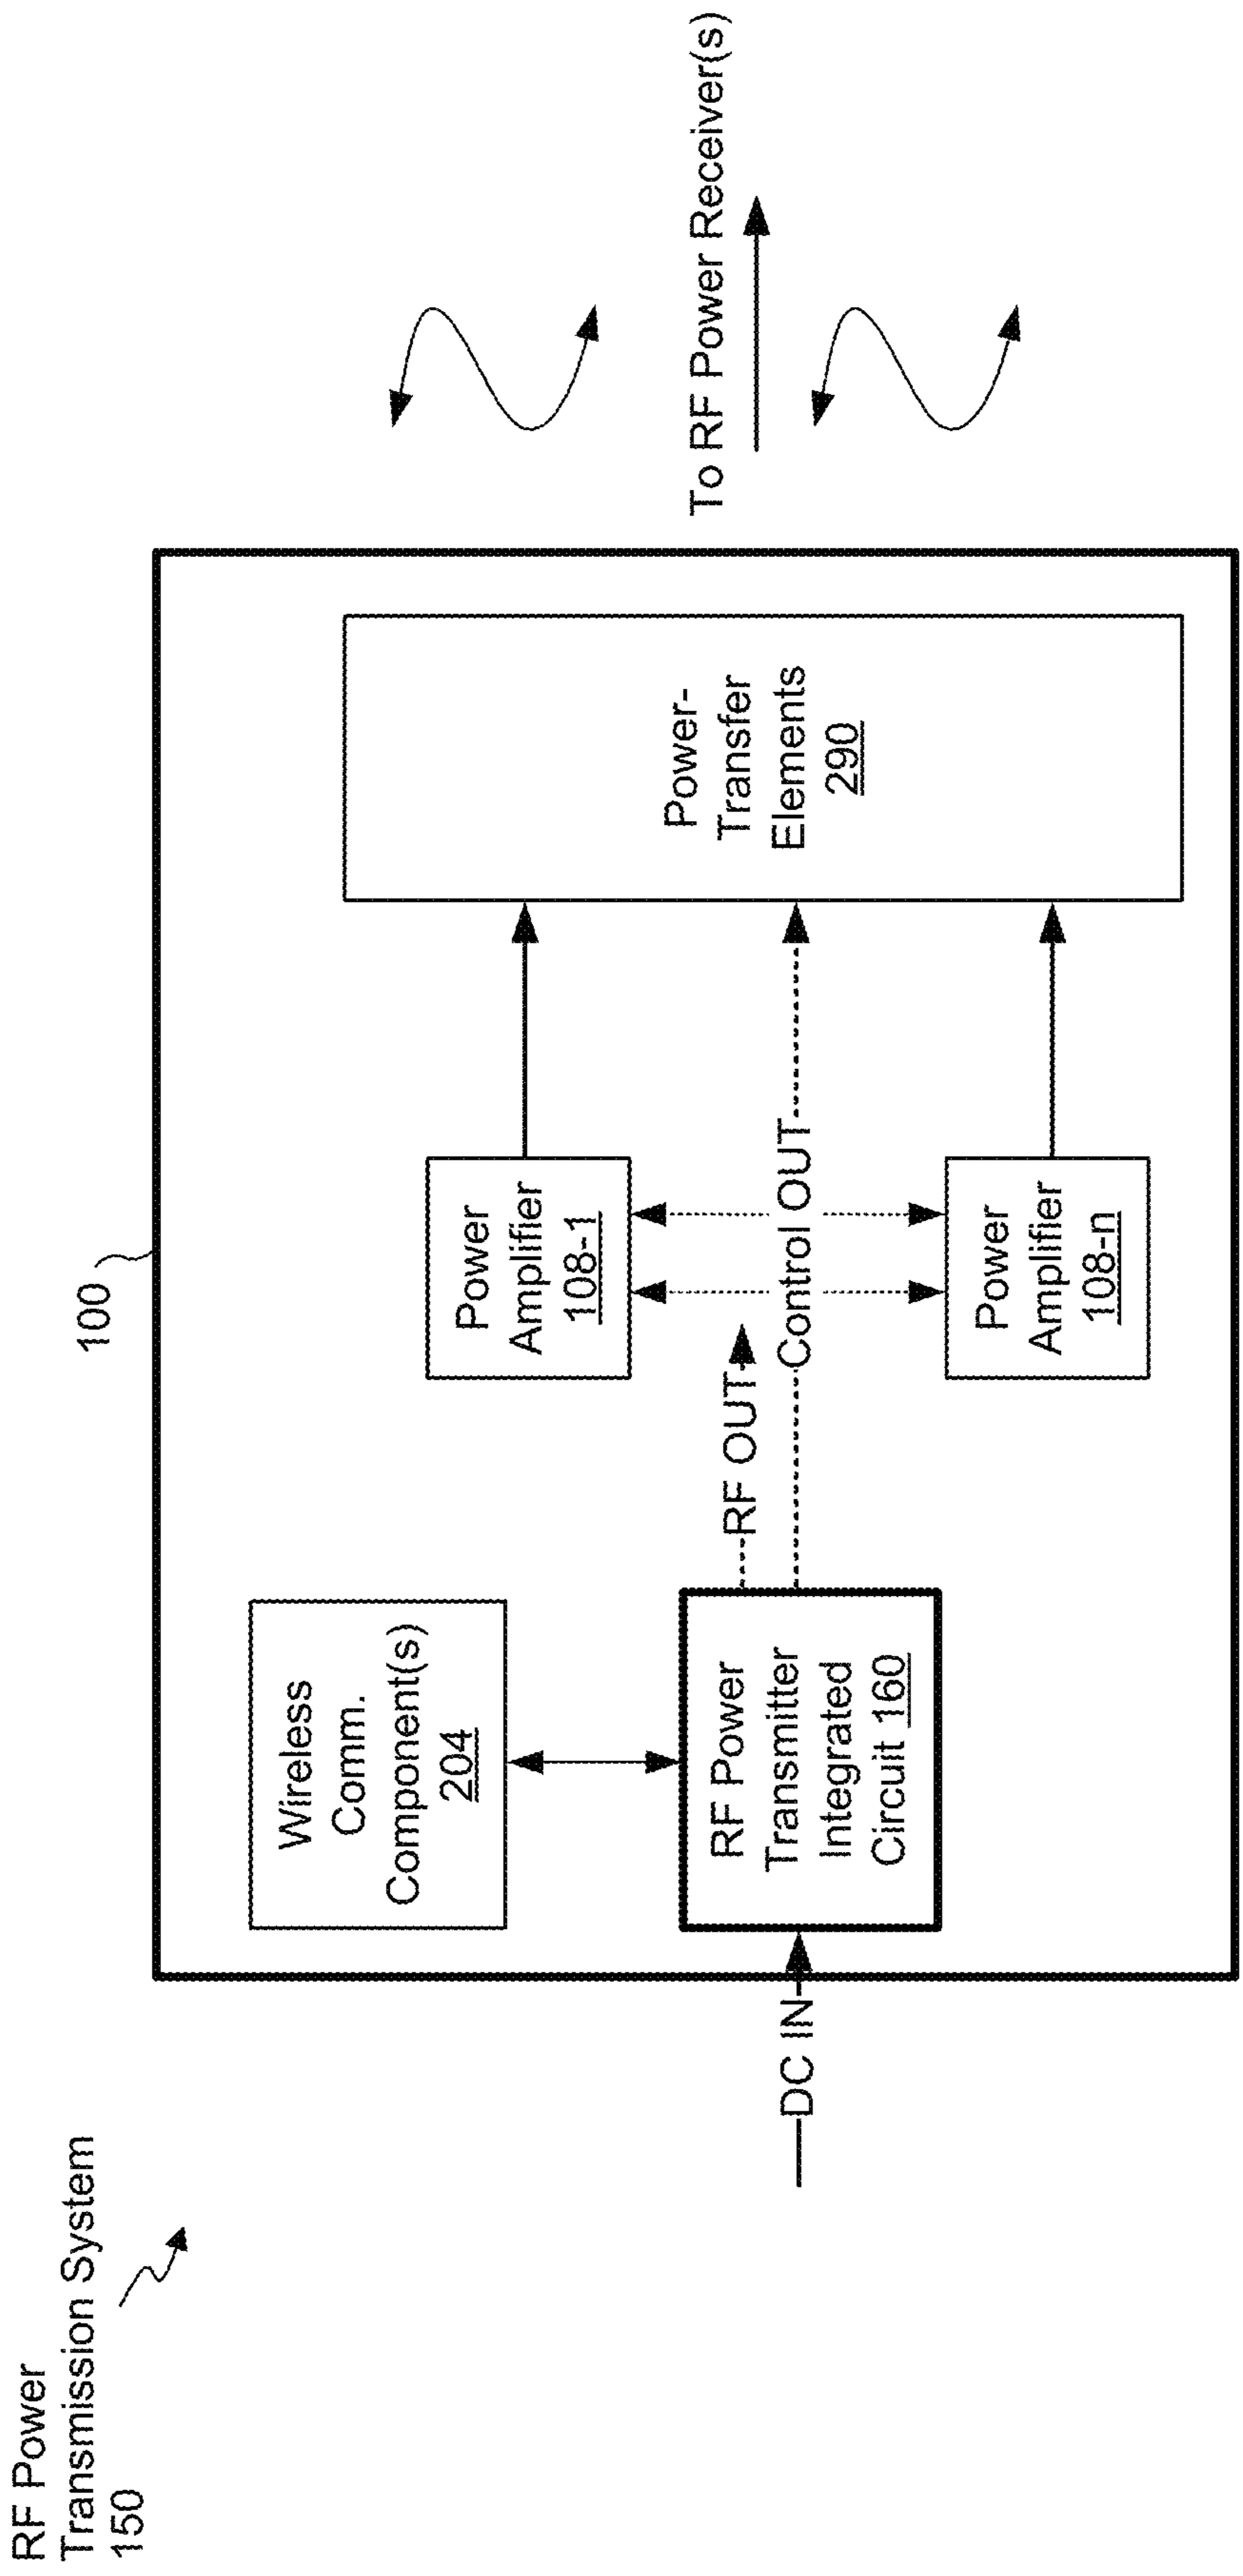 RF Power
Transmission System
150
100
Wireless
Comm.
Component(s)
204
DC IN
RF Power
Transmitter
Integrated
Circuit 160
RF OUT
Control OUT
Power
Amplifier
108-1
Power
Amplifier
108-n
Power-
Transfer
Elements
290
To RF Power Receiver(s)